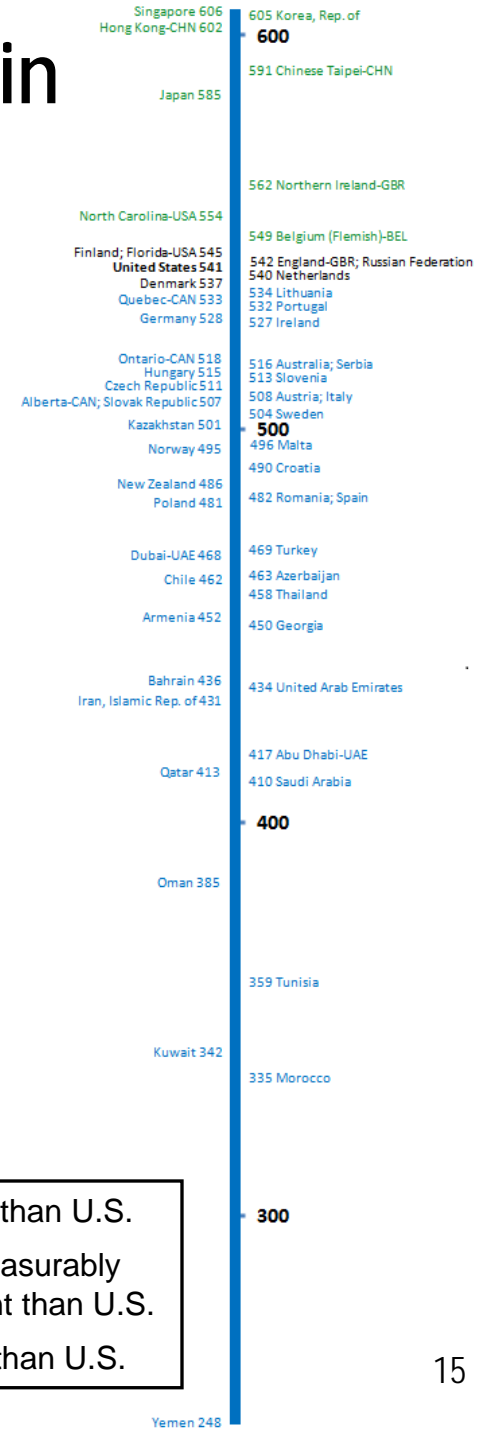 in
Singapore 606
605 Korea, Rep. of
Hong Kong-CHN 602
600
591 Chinese Taipei-CHN
Japan 585
562 Northern Ireland-GBR
North Carolina-USA 554
549 Belgium (Flemish)-BEL
Finland; Florida-USA 545
542 England-GBR; Russian Federation
United States 541
540 Netherlands
Denmark 537
534 Lithuania
Quebec-CAN 533
532 Portugal
Germany 528
527 Ireland
Ontario-CAN 518
516 Australia; Serbia
Hungary 515
513 Slovenia
Czech Republic 511
508 Austria; Italy
Alberta-CAN; Slovak Republic 507
504 Sweden
Kazakhstan 501
500
496 Malta
Norway 495
490 Croatia
New Zealand 486
482 Romania; Spain
Poland 481
469 Turkey
Dubai-UAE 468
463 Azerbaijan
Chile 462
458 Thailand
Armenia 452
450 Georgia
Bahrain 436
434 United Arab Emirates
Iran, Islamic Rep. of 431
417 Abu Dhabi-UAE
Qatar 413
410 Saudi Arabia
400
Oman 385
359 Tunisia
Kuwait 342
335 Morocco
300
than U.S.
asurably
t than U.S.
than U.S.
15
Yemen 248